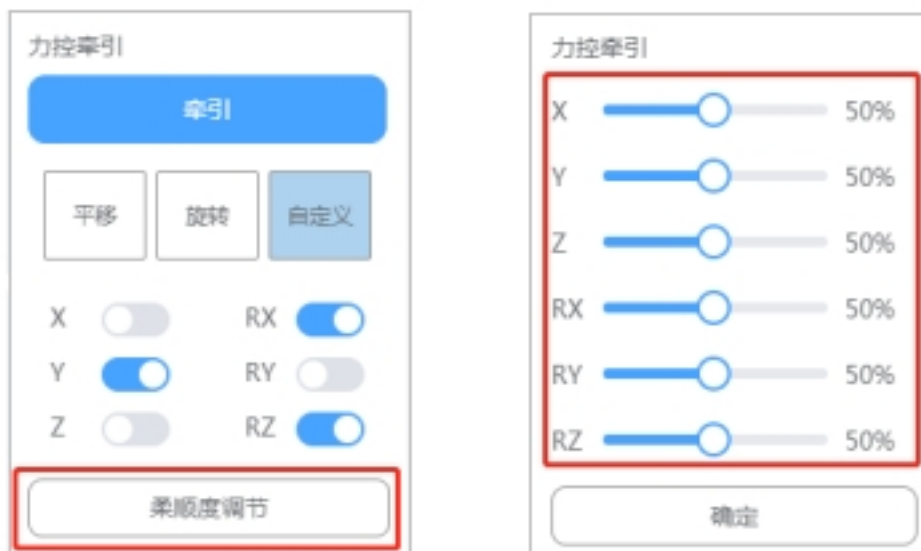 力控牵引
牵引
平移 旋转 自定义
X RX
Y RY
Z RZ
柔顺度调节
力控牵引
X 50%
Y 50%
Z 50%
RX 50%
RY 50%
RZ 50%
确定